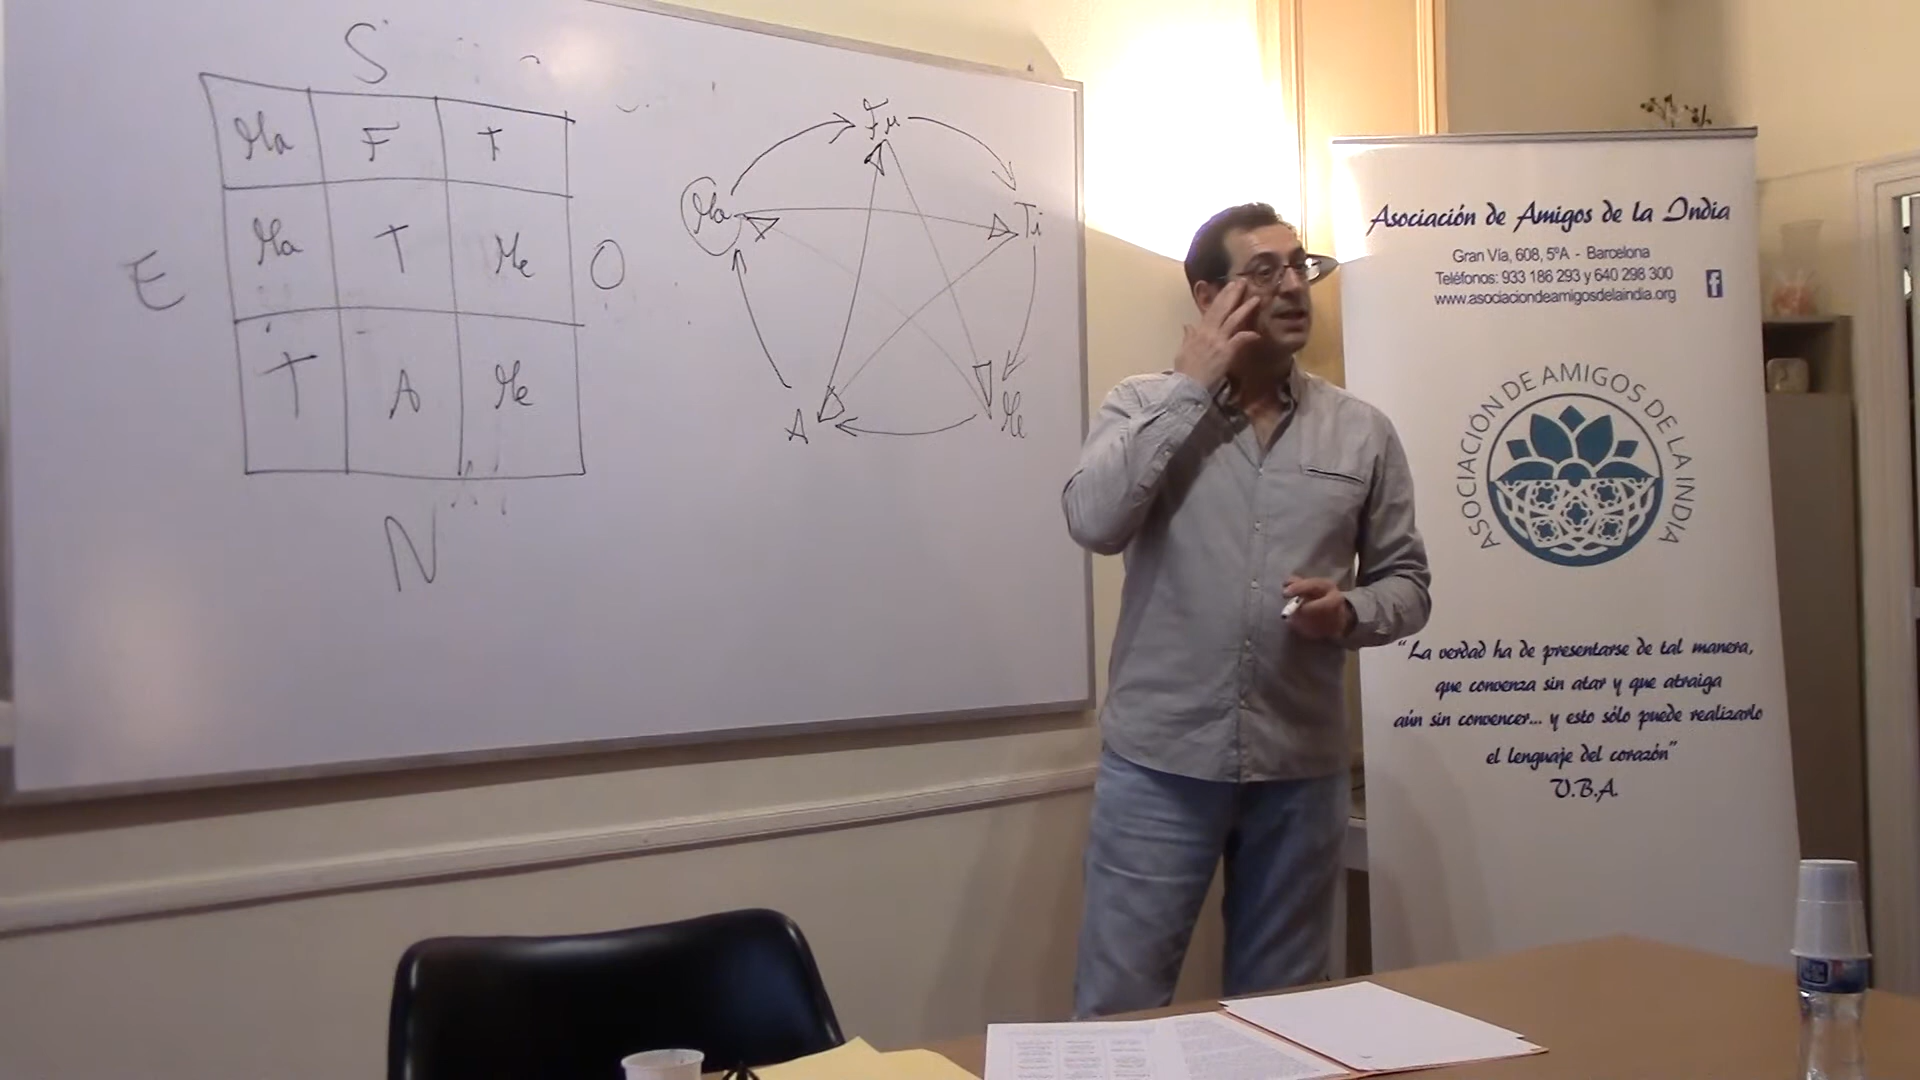 S
Ma F T
E Ma T Me O
T A Me
N
Fu
Ma Ti
A Me
Asociación de Amigos de la India
Gran Vía, 608, 5ºA - Barcelona
Teléfonos: 933 186 293 y 640 298 300
www.asociaciondeamigosdelaindia.org
f
ASOCIACIÓN DE AMIGOS DE LA INDIA
"La verdad ha de presentarse de tal manera,
que convenza sin atar y que atraiga
aún sin convencer... y esto sólo puede realizarlo
el lenguaje del corazón"
V.B.A.